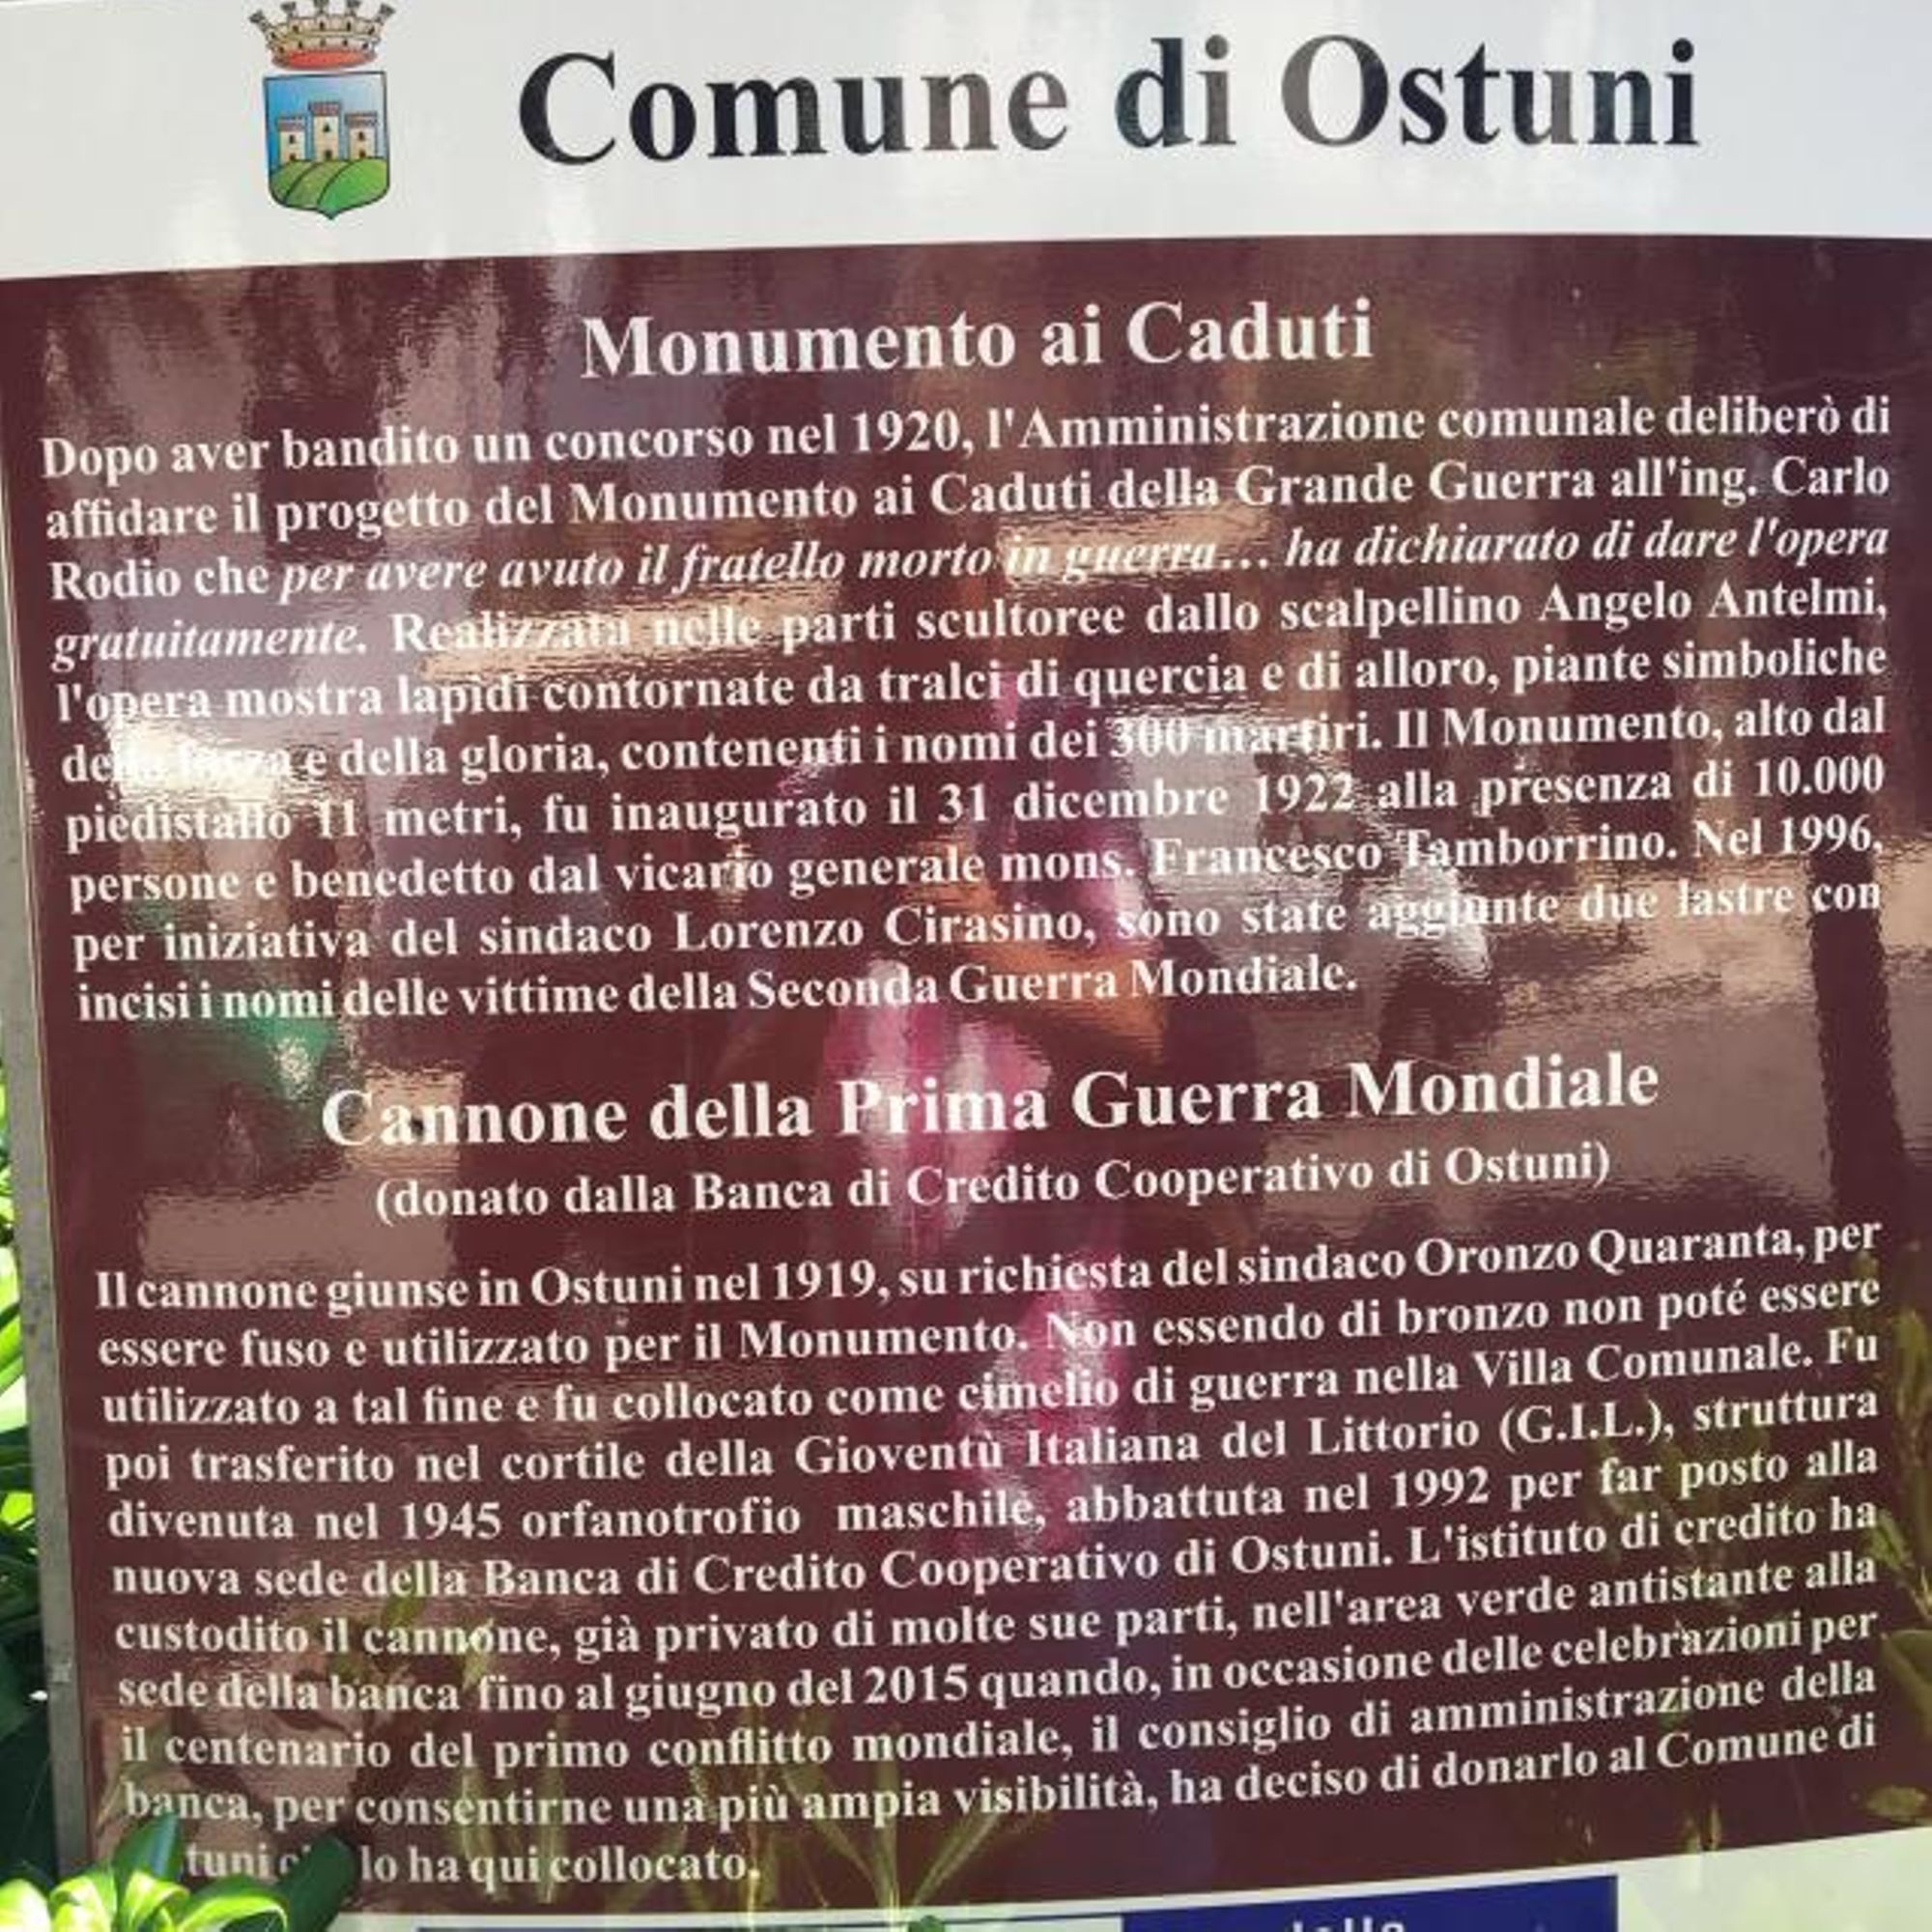 Comune di Ostuni
Monumento ai Caduti
Dopo aver bandito un concorso nel 1920, l'Amministrazione comunale deliberò di
affidare il progetto del Monumento ai Caduti della Grande Guerra all'ing. Carlo
Rodio che per avere avuto il fratello morto in guerra... ha dichiarato di dare l'opera
gratuitamente. Realizzata nelle parti scultoree dallo scalpellino Angelo Antelmi,
l'opera mostra lapidi contornate da tralci di quercia e di alloro, piante simboliche
della forza e della gloria, contenenti i nomi dei 300 martiri. Il Monumento, alto dal
piedistallo 11 metri, fu inaugurato il 31 dicembre 1922 alla presenza di 10.000
persone e benedetto dal vicario generale mons. Francesco Tamborrino. Nel 1996,
per iniziativa del sindaco Lorenzo Cirasino, sono state aggiunte due lastre con
incisi i nomi delle vittime della Seconda Guerra Mondiale.
Cannone della Prima Guerra Mondiale
(donato dalla Banca di Credito Cooperativo di Ostuni)
Il cannone giunse in Ostuni nel 1919, su richiesta del sindaco Oronzo Quaranta, per
essere fuso e utilizzato per il Monumento. Non essendo di bronzo non poté essere
utilizzato a tal fine e fu collocato come cimelio di guerra nella Villa Comunale. Fu
poi trasferito nel cortile della Gioventù Italiana del Littorio (G.I.L.), struttura
divenuta nel 1945 orfanotrofio maschile, abbattuta nel 1992 per far posto alla
nuova sede della Banca di Credito Cooperativo di Ostuni. L'istituto di credito ha
custodito il cannone, già privato di molte sue parti, nell'area verde antistante alla
sede della banca fino al giugno del 2015 quando, in occasione delle celebrazioni per
il centenario del primo conflitto mondiale, il consiglio di amministrazione della
banca, per consentirne una più ampia visibilità, ha deciso di donarlo al Comune di
lo ha qui collocato.